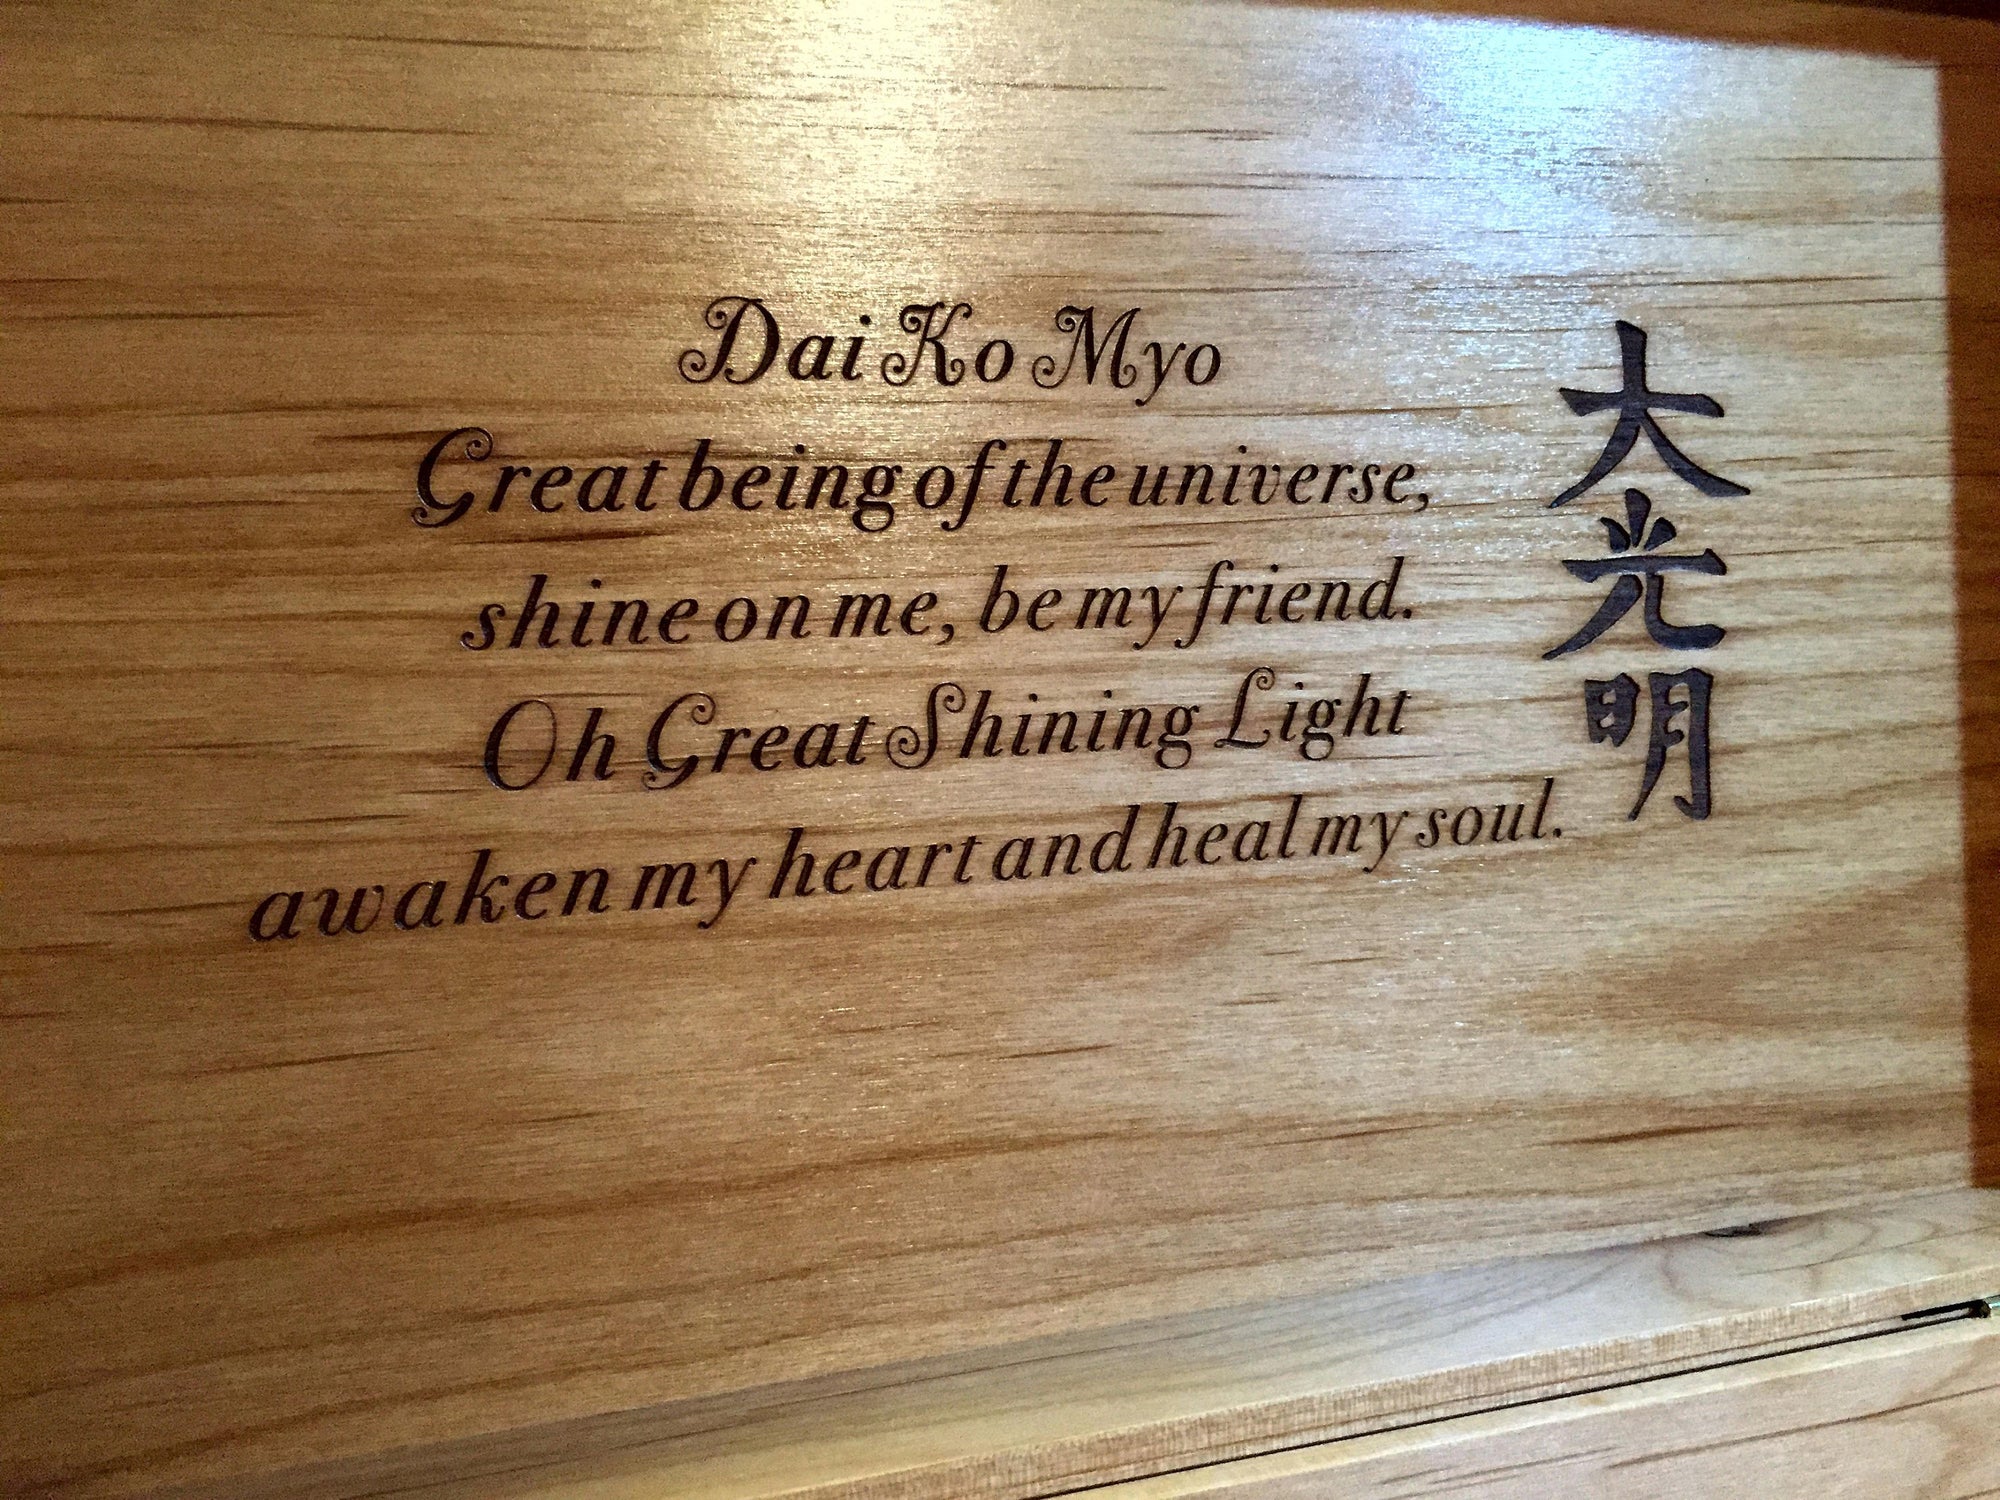 Dai Ko Myo
Great being of the universe,
shine on me, be my friend.
Oh Great Shining Light
awaken my heart and heal my soul.
大光明